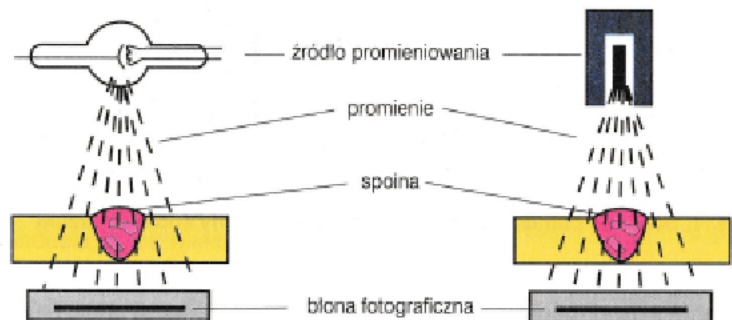 źródło promieniowania
promienie
spoina
błona fotograficzna